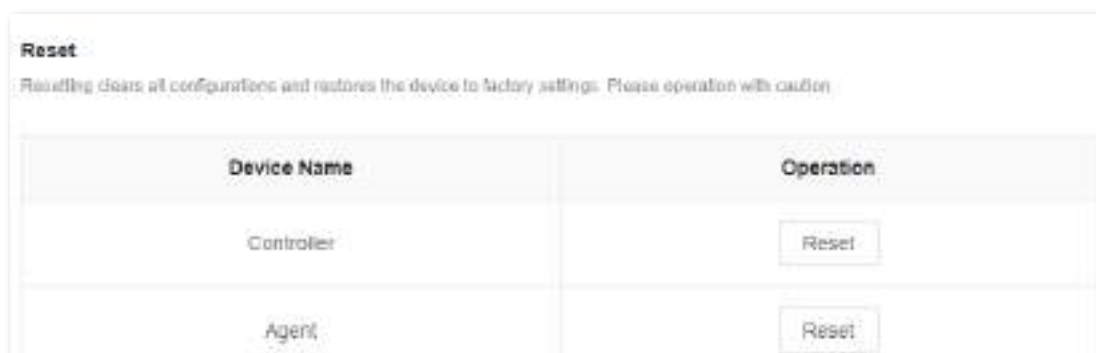 Reset
Resetting clears all configurations and restores the device to factory settings. Please operation with caution
Device Name Operation
Controller Reset
Agent Reset